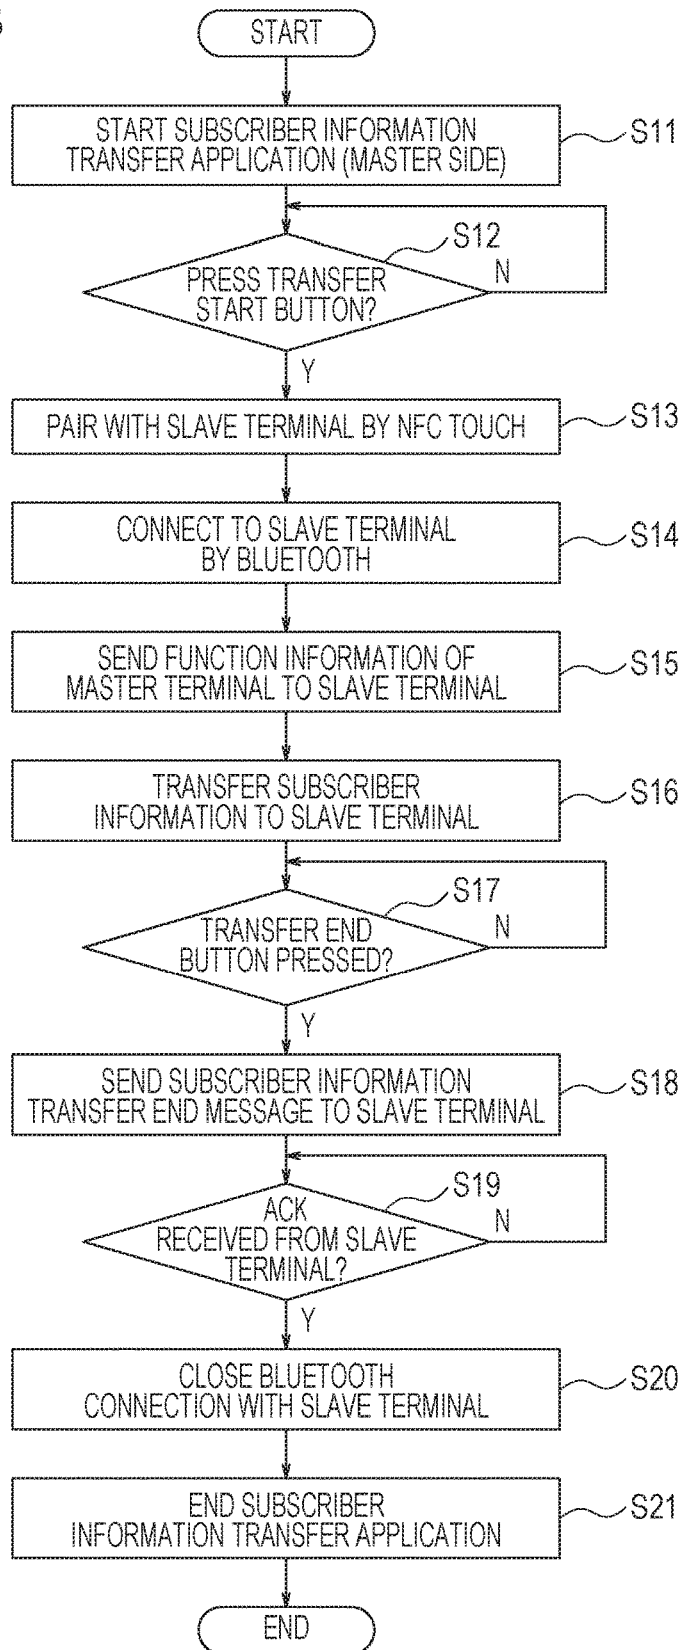 START
START SUBSCRIBER INFORMATION
TRANSFER APPLICATION (MASTER SIDE)
S11
S12
PRESS TRANSFER
START BUTTON?
N
Y
PAIR WITH SLAVE TERMINAL BY NFC TOUCH
S13
CONNECT TO SLAVE TERMINAL
BY BLUETOOTH
S14
SEND FUNCTION INFORMATION OF
MASTER TERMINAL TO SLAVE TERMINAL
S15
TRANSFER SUBSCRIBER
INFORMATION TO SLAVE TERMINAL
S16
S17
TRANSFER END
BUTTON PRESSED?
N
Y
SEND SUBSCRIBER INFORMATION
TRANSFER END MESSAGE TO SLAVE TERMINAL
S18
S19
ACK
RECEIVED FROM SLAVE
TERMINAL?
N
Y
CLOSE BLUETOOTH
CONNECTION WITH SLAVE TERMINAL
S20
END SUBSCRIBER
INFORMATION TRANSFER APPLICATION
S21
END